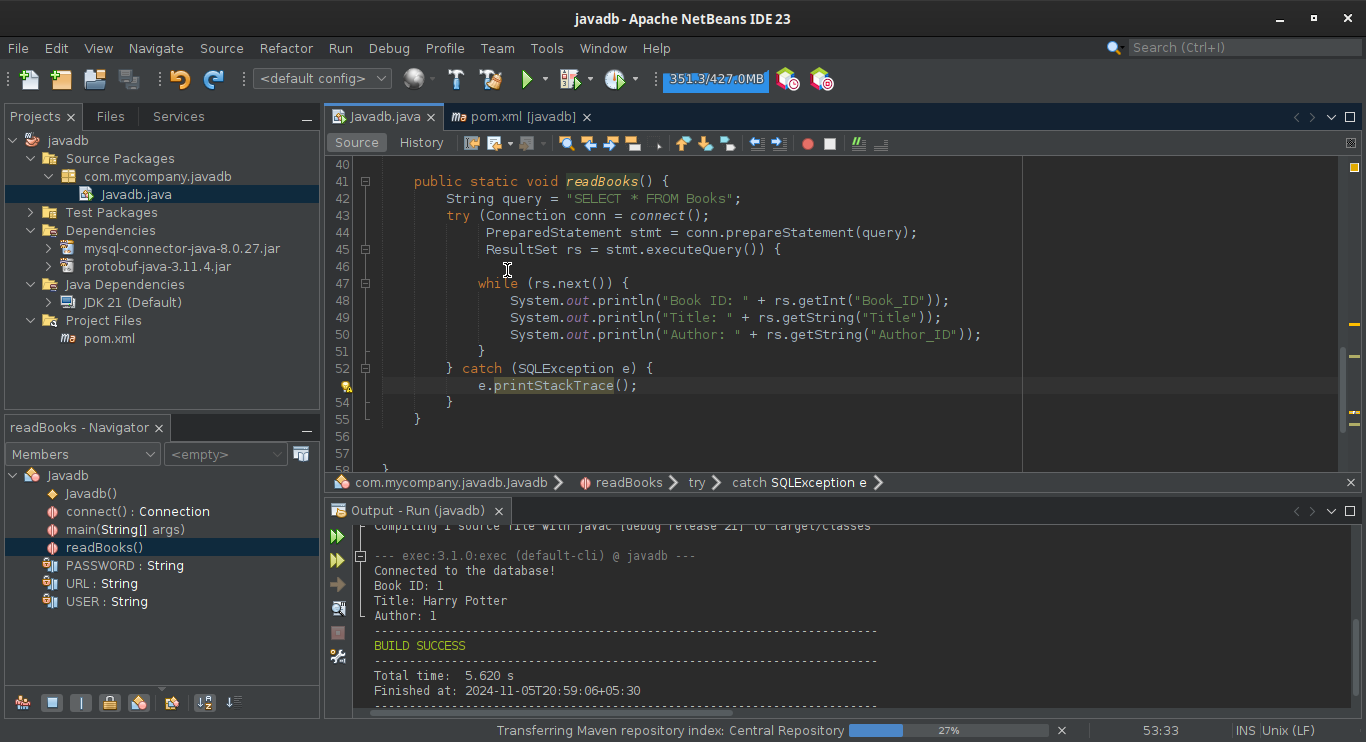 javadb - Apache NetBeans IDE 23
File Edit View Navigate Source Refactor Run Debug Profile Team Tools Window Help
Search (Ctrl+I)
<default config>
351.3/427.0MB
Projects Files Services
javadb
Source Packages
com.mycompany.javadb
Javadb.java
Test Packages
Dependencies
mysql-connector-java-8.0.27.jar
protobuf-java-3.11.4.jar
Java Dependencies
JDK 21 (Default)
Project Files
pom.xml
readBooks - Navigator
Members <empty>
Javadb
Javadb()
connect() : Connection
main(String[] args)
readBooks()
PASSWORD : String
URL : String
USER : String
Javadb.java pom.xml [javadb]
Source History
40
41 public static void readBooks() {
42 String query = "SELECT * FROM Books";
43 try (Connection conn = connect();
44 PreparedStatement stmt = conn.prepareStatement(query);
45 ResultSet rs = stmt.executeQuery()) {
46
47 while (rs.next()) {
48 System.out.println("Book ID: " + rs.getInt("Book_ID"));
49 System.out.println("Title: " + rs.getString("Title"));
50 System.out.println("Author: " + rs.getString("Author_ID"));
51 }
52 } catch (SQLException e) {
e.printStackTrace();
54 }
55 }
56
57
58 }
com.mycompany.javadb.Javadb readBooks try catch SQLException e
Output - Run (javadb)
Compiling 1 source file with javac [debug release 21] to target/classes
--- exec:3.1.0:exec (default-cli) @ javadb ---
Connected to the database!
Book ID: 1
Title: Harry Potter
Author: 1
------------------------------------------------------------------------
BUILD SUCCESS
------------------------------------------------------------------------
Total time:  5.620 s
Finished at: 2024-11-05T20:59:06+05:30
------------------------------------------------------------------------
Transferring Maven repository index: Central Repository 27% 53:33 INS Unix (LF)